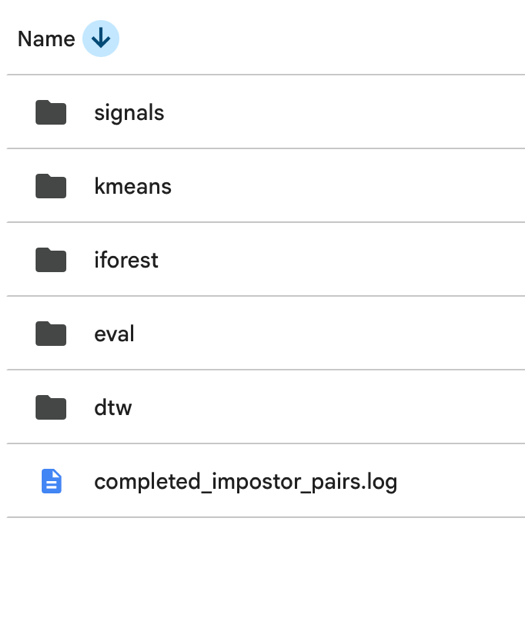 Name
signals
kmeans
iforest
eval
dtw
completed_impostor_pairs.log